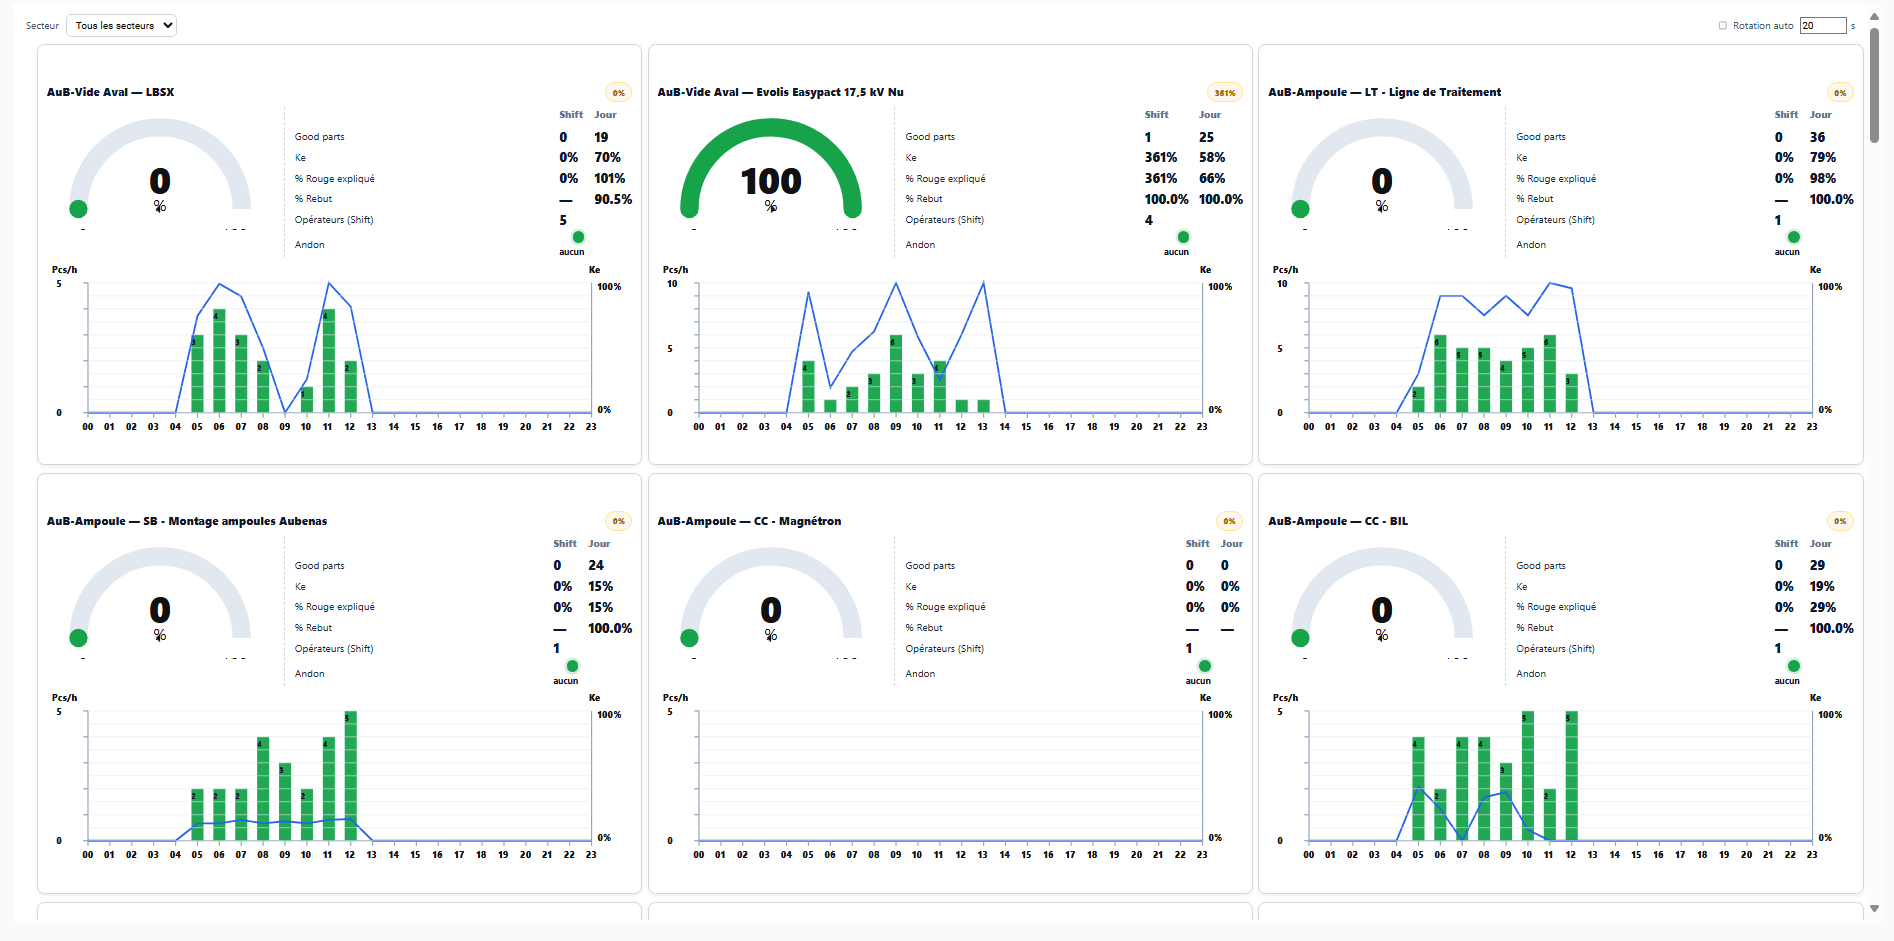 Secteur Tous les secteurs Rotation auto 20 s
AuB-Vide Aval — LBSX 0%
Shift Jour
Good parts 0 19
Ke 0% 70%
% Rouge expliqué 0% 101%
% Rebut — 90.5%
Opérateurs (Shift) 5
Andon aucun
0
%
Pcs/h Ke
5 100%
3 4 3 2 1 4 2
0 0%
00 01 02 03 04 05 06 07 08 09 10 11 12 13 14 15 16 17 18 19 20 21 22 23
AuB-Vide Aval — Evolis Easypact 17,5 kV Nu 361%
Shift Jour
Good parts 1 25
Ke 361% 58%
% Rouge expliqué 361% 66%
% Rebut 100.0% 100.0%
Opérateurs (Shift) 4
Andon aucun
100
%
Pcs/h Ke
10 100%
5
4 2 3 6 3 4
0 0%
00 01 02 03 04 05 06 07 08 09 10 11 12 13 14 15 16 17 18 19 20 21 22 23
AuB-Ampoule — LT - Ligne de Traitement 0%
Shift Jour
Good parts 0 36
Ke 0% 79%
% Rouge expliqué 0% 98%
% Rebut — 100.0%
Opérateurs (Shift) 1
Andon aucun
0
%
Pcs/h Ke
10 100%
5
2 6 5 5 4 5 6 3
0 0%
00 01 02 03 04 05 06 07 08 09 10 11 12 13 14 15 16 17 18 19 20 21 22 23
AuB-Ampoule — SB - Montage ampoules Aubenas 0%
Shift Jour
Good parts 0 24
Ke 0% 15%
% Rouge expliqué 0% 15%
% Rebut — 100.0%
Opérateurs (Shift) 1
Andon aucun
0
%
Pcs/h Ke
5 100%
2 2 2 4 3 2 4 5
0 0%
00 01 02 03 04 05 06 07 08 09 10 11 12 13 14 15 16 17 18 19 20 21 22 23
AuB-Ampoule — CC - Magnétron 0%
Shift Jour
Good parts 0 0
Ke 0% 0%
% Rouge expliqué 0% 0%
% Rebut — —
Opérateurs (Shift) 1
Andon aucun
0
%
Pcs/h Ke
5 100%
0 0%
00 01 02 03 04 05 06 07 08 09 10 11 12 13 14 15 16 17 18 19 20 21 22 23
AuB-Ampoule — CC - BIL 0%
Shift Jour
Good parts 0 29
Ke 0% 19%
% Rouge expliqué 0% 29%
% Rebut — 100.0%
Opérateurs (Shift) 1
Andon aucun
0
%
Pcs/h Ke
5 100%
4 2 4 4 3 5 2 5
0 0%
00 01 02 03 04 05 06 07 08 09 10 11 12 13 14 15 16 17 18 19 20 21 22 23